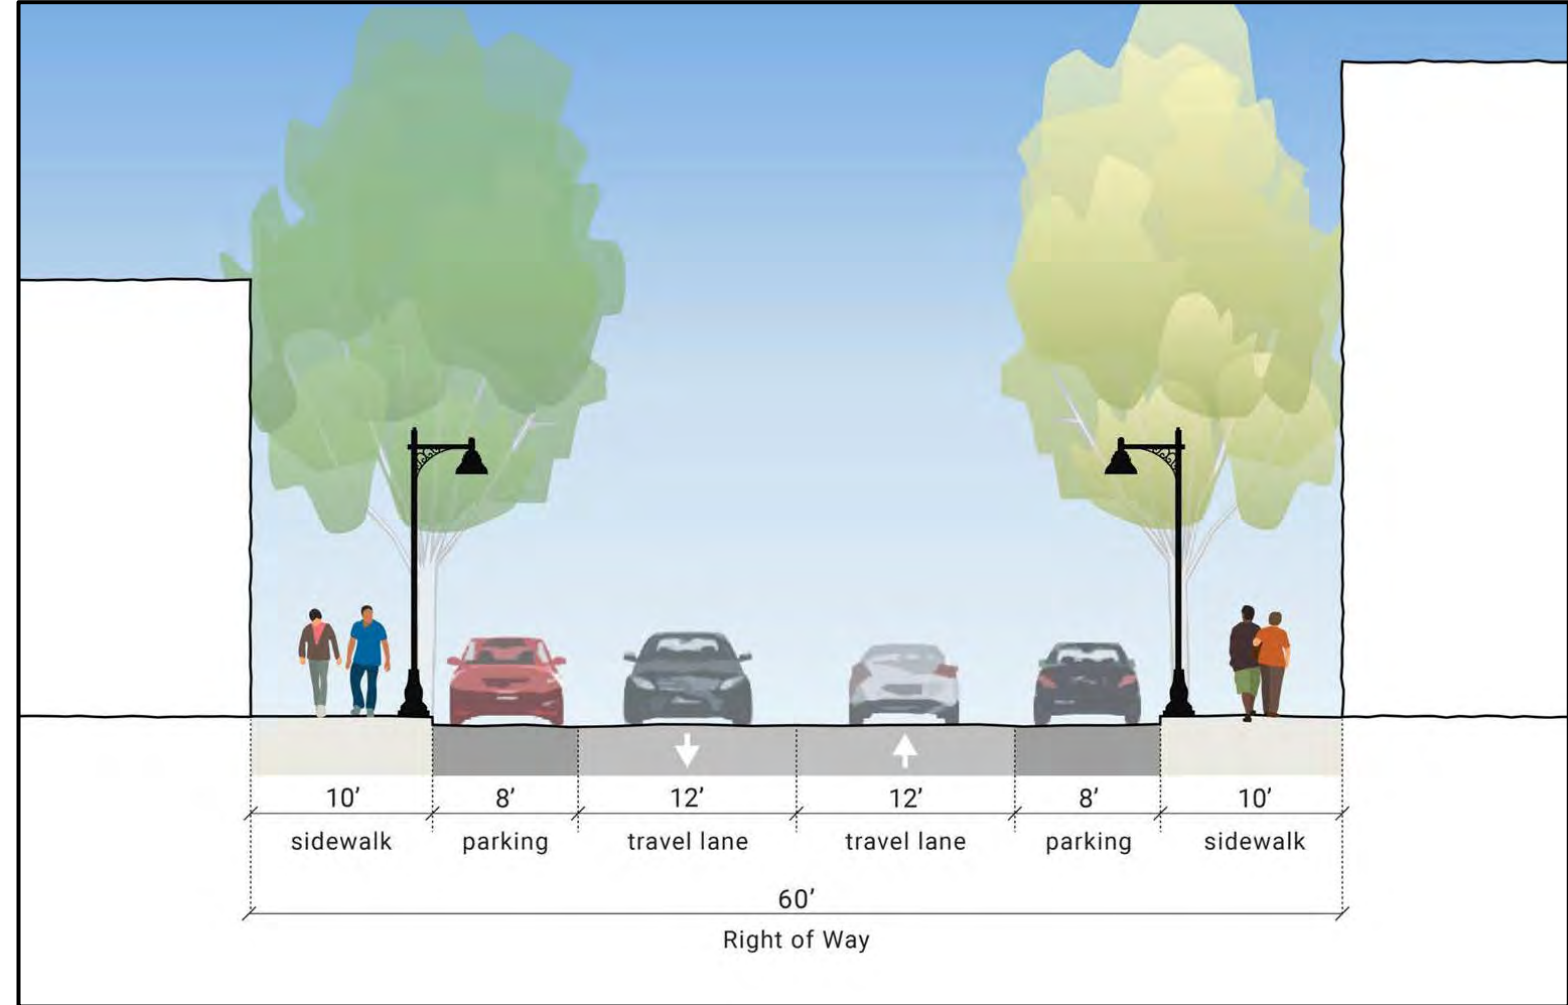 10’ 8’ 12’ 12’ 8’ 10’
sidewalk parking travel lane travel lane parking sidewalk
60’
Right of Way